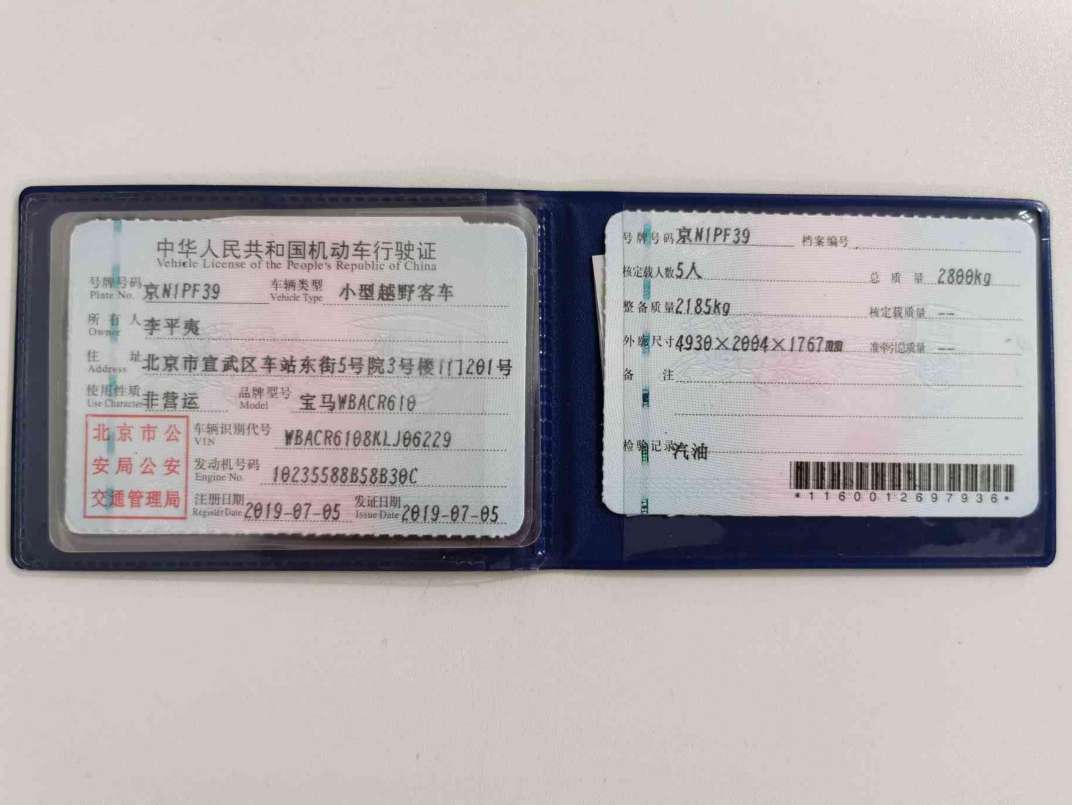 中华人民共和国机动车行驶证
Vehicle License of the People's Republic of China
号牌号码 京N1PF39 车辆类型 小型越野客车
Plate No. Vehicle Type
所有人 李平夷
Owner
住址 北京市宣武区车站东街5号院3号楼1门201号
Address
使用性质 非营运 品牌型号 宝马WBACR610
Use Character Model
北京市公
安局公安
交通管理局
车辆识别代号 WBACR6108KLJ06229
VIN
发动机号码 10235588B58B30C
Engine No.
注册日期 2019-07-05 发证日期 2019-07-05
Register Date Issue Date
号牌号码 京N1PF39 档案编号
核定载人数 5人 总质量 2800kg
整备质量 2185kg 核定载质量 --
外廓尺寸 4930×2004×1767mm 准牵引总质量 --
备注
检验记录 汽油
*1160012697936*